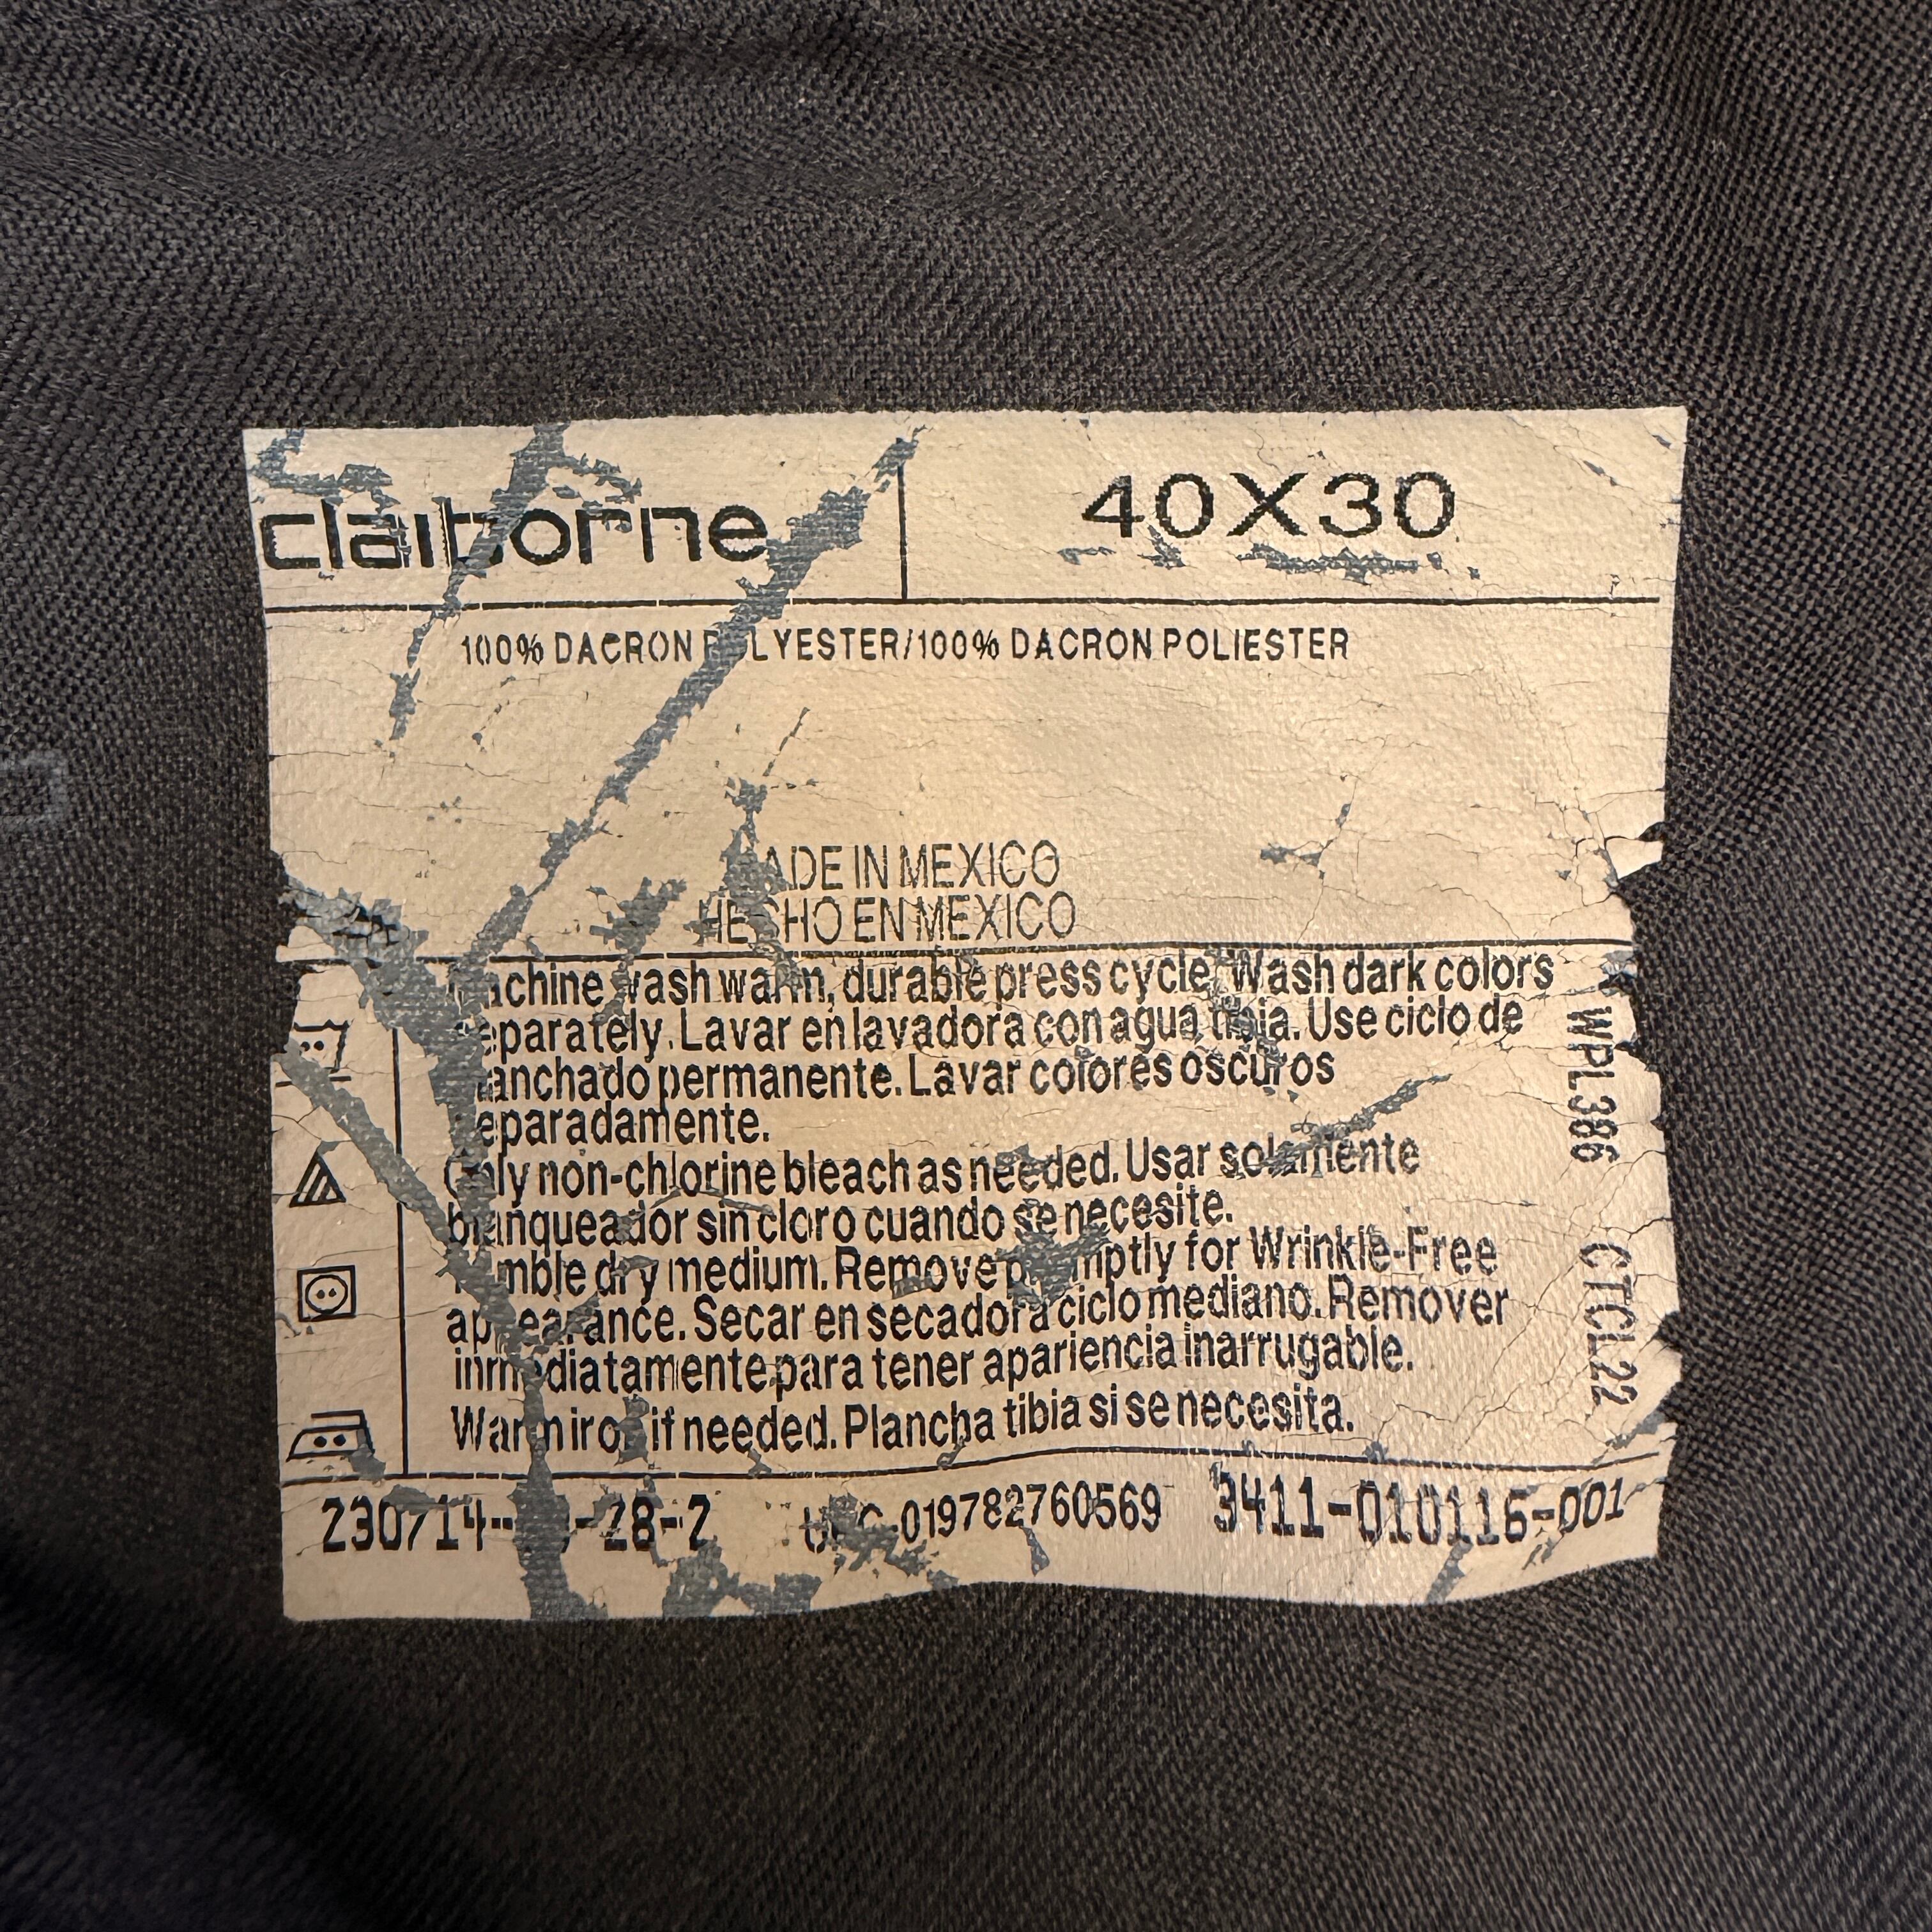 claiborne
40X30
100% DACRON POLYESTER/100% DACRON POLIESTER
MADE IN MEXICO
HECHO EN MEXICO
Machine wash warm, durable press cycle. Wash dark colors
separately. Lavar en lavadora con agua tibia. Use ciclo de
planchado permanente. Lavar colores oscuros
separadamente.
Only non-chlorine bleach as needed. Usar solamente
blanqueador sin cloro cuando se necesite.
Tumble dry medium. Remove promptly for Wrinkle-Free
appearance. Secar en secadora ciclo mediano. Remover
inmediatamente para tener apariencia inarrugable.
Warm iron if needed. Plancha tibia si se necesita.
WPL386 CTCL22
UPC 019782760569 3411-010116-001